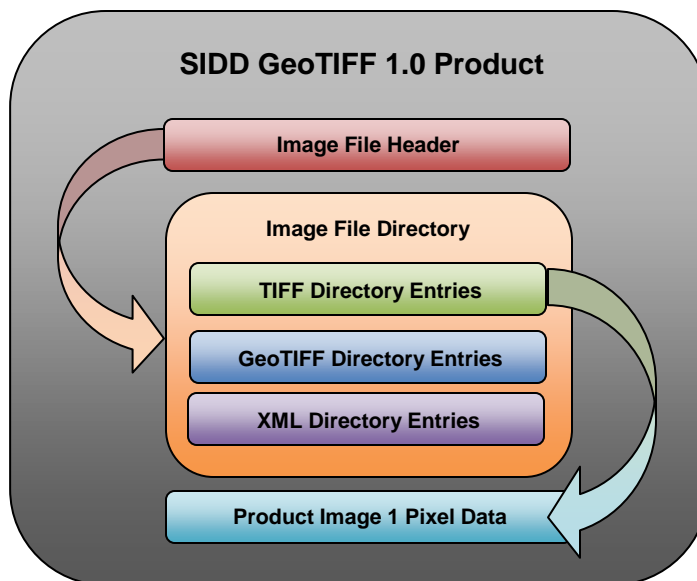 SIDD GeoTIFF 1.0 Product
Image File Header
Image File Directory
TIFF Directory Entries
GeoTIFF Directory Entries
XML Directory Entries
Product Image 1 Pixel Data